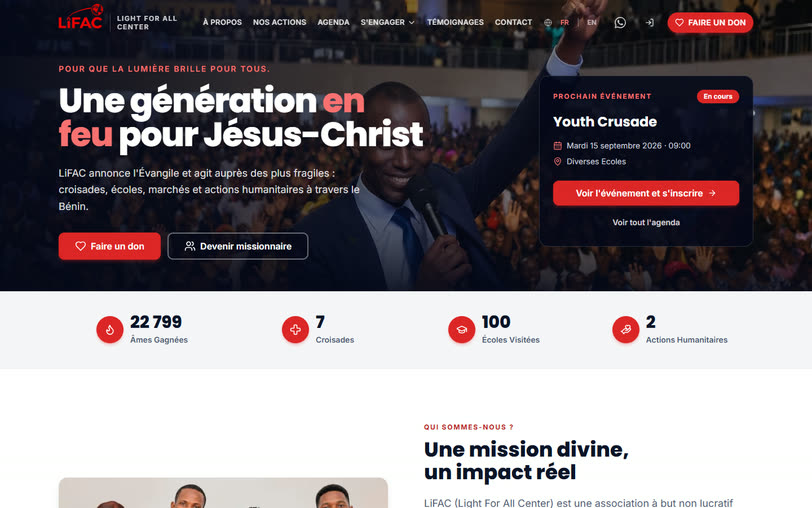 LiFAC
LIGHT FOR ALL
CENTER
À PROPOS
NOS ACTIONS
AGENDA
S'ENGAGER
TÉMOIGNAGES
CONTACT
FR | EN
FAIRE UN DON
POUR QUE LA LUMIÈRE BRILLE POUR TOUS.
Une génération en
feu pour Jésus-Christ
LiFAC annonce l'Évangile et agit auprès des plus fragiles :
croisades, écoles, marchés et actions humanitaires à travers le
Bénin.
Faire un don
Devenir missionnaire
PROCHAIN ÉVÉNEMENT
En cours
Youth Crusade
Mardi 15 septembre 2026 · 09:00
Diverses Ecoles
Voir l'événement et s'inscrire →
Voir tout l'agenda
22 799
Âmes Gagnées
7
Croisades
100
Écoles Visitées
2
Actions Humanitaires
QUI SOMMES-NOUS ?
Une mission divine,
un impact réel
LiFAC (Light For All Center) est une association à but non lucratif